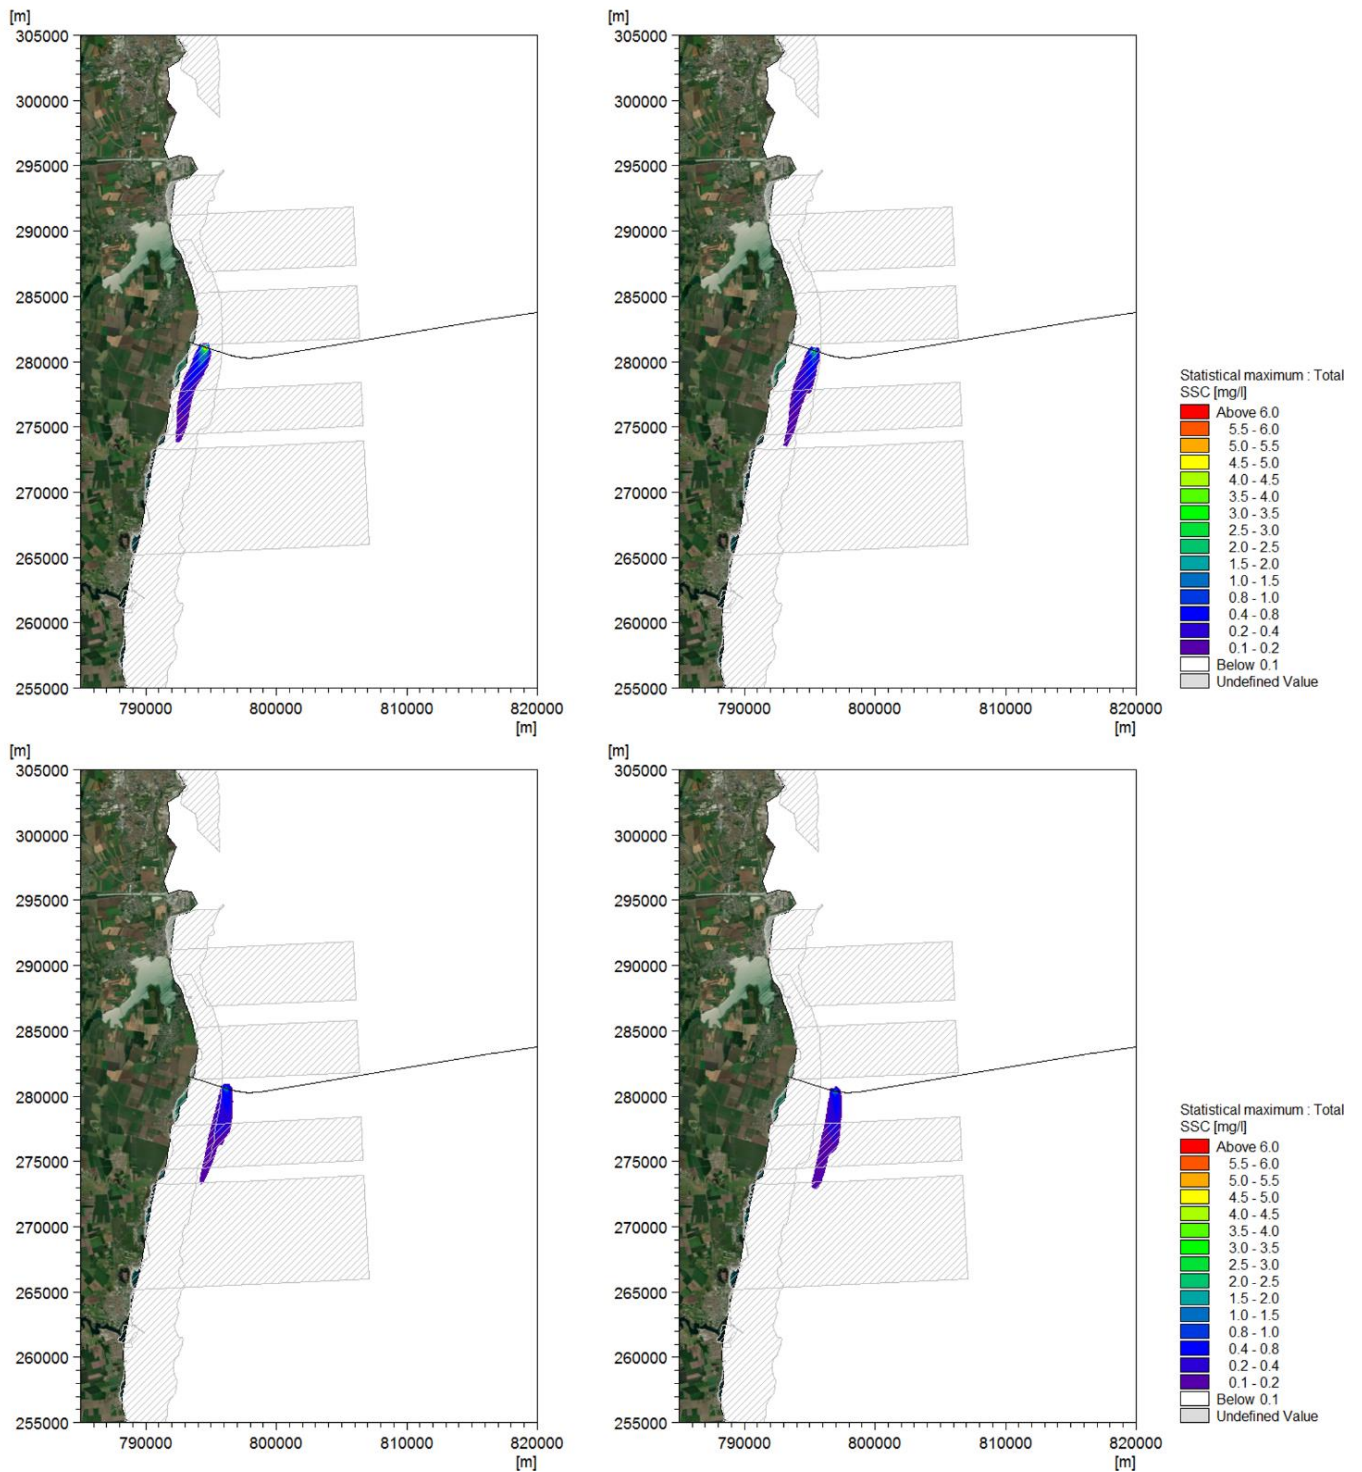 [m]
305000
300000
295000
290000
285000
280000
275000
270000
265000
260000
255000
790000 800000 810000 820000
[m]
[m]
305000
300000
295000
290000
285000
280000
275000
270000
265000
260000
255000
790000 800000 810000 820000
[m]
Statistical maximum : Total
SSC [mg/l]
Above 6.0
5.5 - 6.0
5.0 - 5.5
4.5 - 5.0
4.0 - 4.5
3.5 - 4.0
3.0 - 3.5
2.5 - 3.0
2.0 - 2.5
1.5 - 2.0
1.0 - 1.5
0.8 - 1.0
0.4 - 0.8
0.2 - 0.4
0.1 - 0.2
Below 0.1
Undefined Value
[m]
305000
300000
295000
290000
285000
280000
275000
270000
265000
260000
255000
790000 800000 810000 820000
[m]
[m]
305000
300000
295000
290000
285000
280000
275000
270000
265000
260000
255000
790000 800000 810000 820000
[m]
Statistical maximum : Total
SSC [mg/l]
Above 6.0
5.5 - 6.0
5.0 - 5.5
4.5 - 5.0
4.0 - 4.5
3.5 - 4.0
3.0 - 3.5
2.5 - 3.0
2.0 - 2.5
1.5 - 2.0
1.0 - 1.5
0.8 - 1.0
0.4 - 0.8
0.2 - 0.4
0.1 - 0.2
Below 0.1
Undefined Value